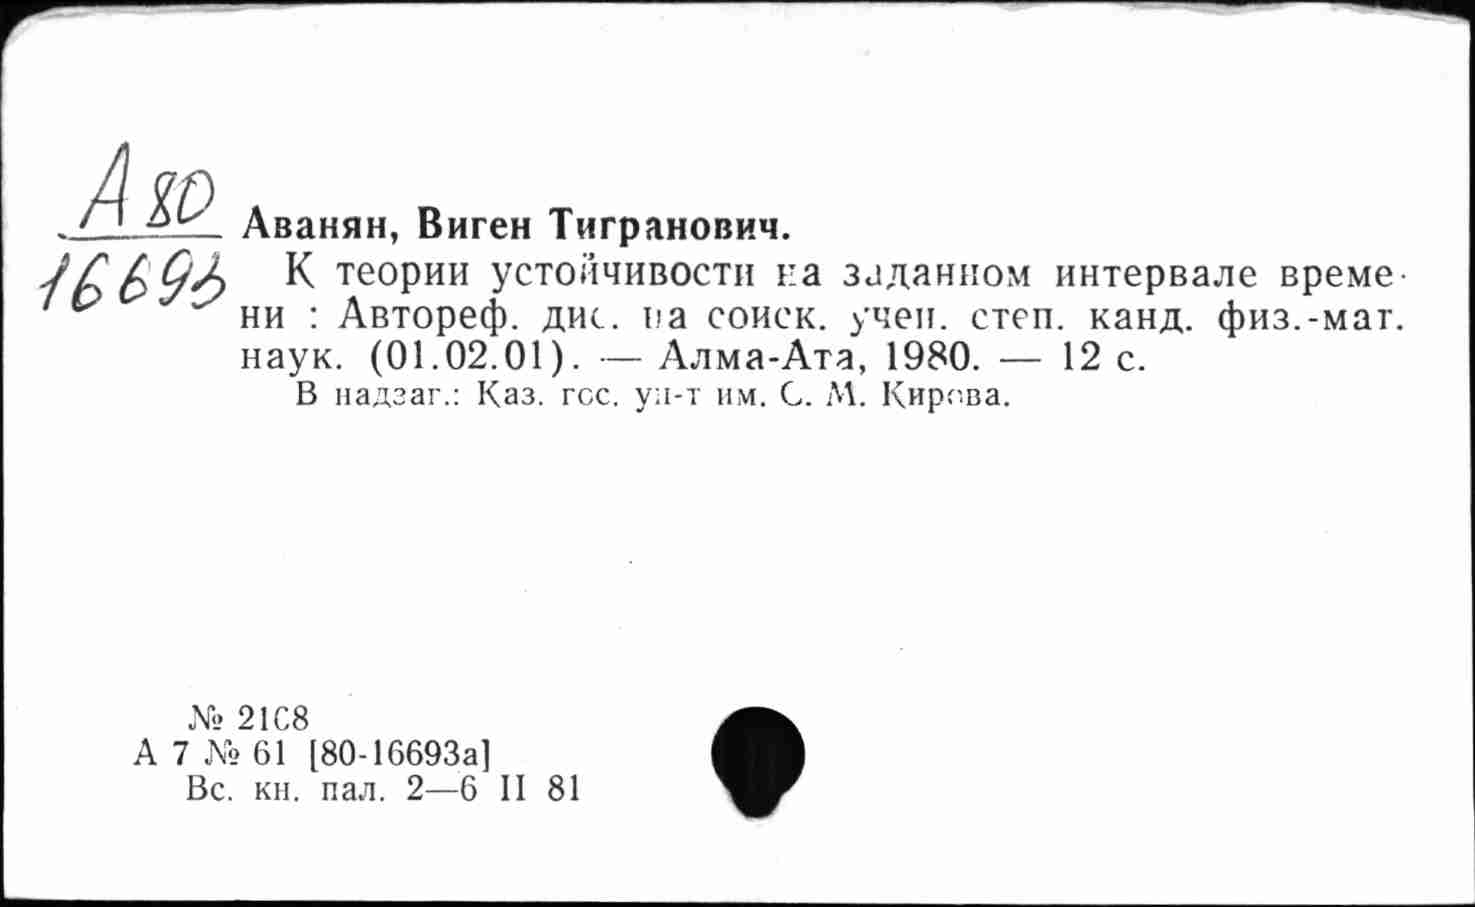 А80
16693
Аванян, Виген Тигранович.
К теории устойчивости на заданном интервале време-
ни : Автореф. дис. на соиск. учен. степ. канд. физ.-мат.
наук. (01.02.01). — Алма-Ата, 1980. — 12 с.
В надзаг.: Каз. гос. ун-т им. С. М. Кирова.
№ 2108
А 7 № 61 [80-16693а]
Вс. кн. пал. 2—6 II 81